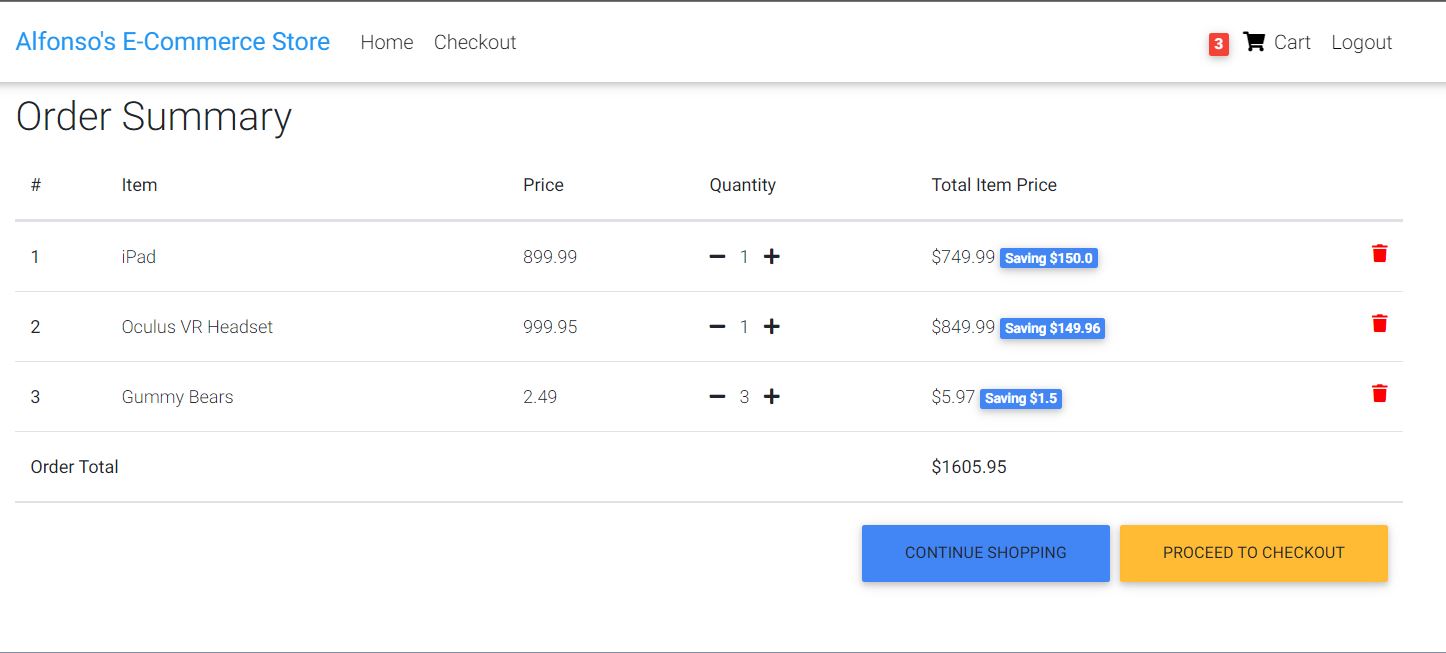 Alfonso's E-Commerce Store Home Checkout 3 Cart Logout
Order Summary
# Item Price Quantity Total Item Price
1 iPad 899.99 1 $749.99 Saving $150.0
2 Oculus VR Headset 999.95 1 $849.99 Saving $149.96
3 Gummy Bears 2.49 3 $5.97 Saving $1.5
Order Total $1605.95
CONTINUE SHOPPING PROCEED TO CHECKOUT